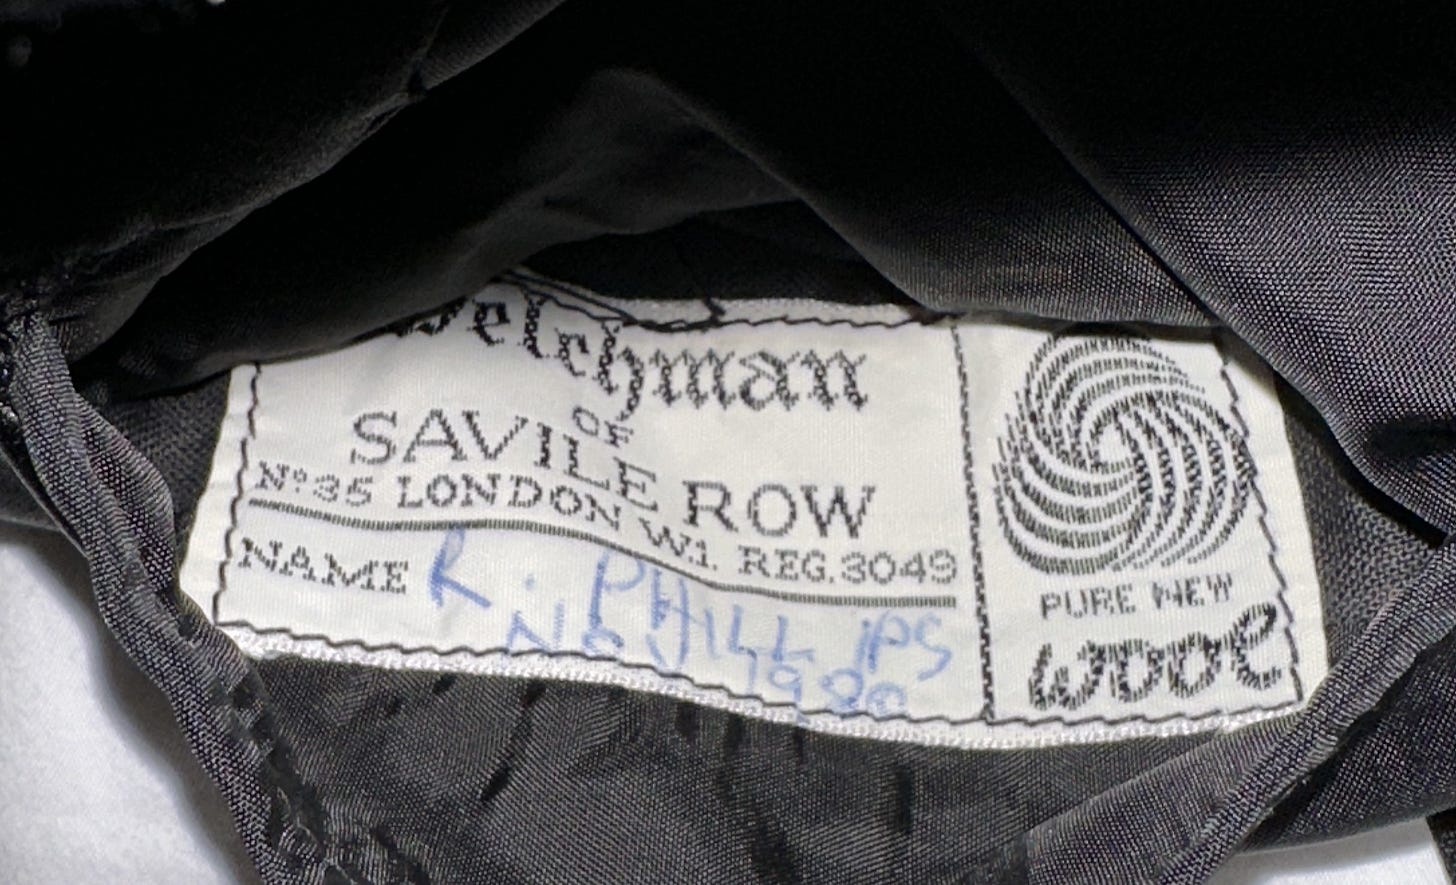 Welchman
OF
SAVILE ROW
Nº.35 LONDON W1. REG.3049
NAME R. PHILLIPS
NOV 1980
PURE NEW
WOOL